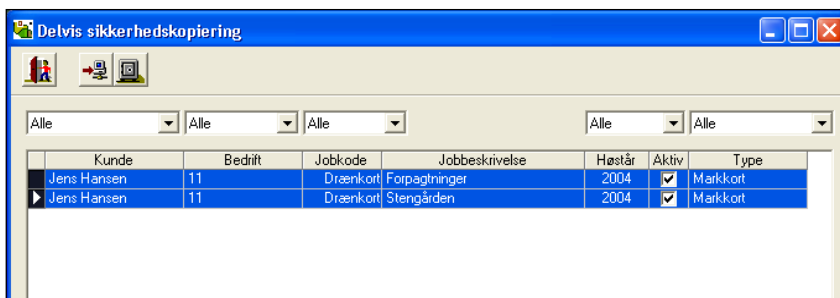 Delvis sikkerhedskopiering
Alle Alle Alle Alle Alle
Kunde Bedrift Jobkode Jobbeskrivelse Høstår Aktiv Type
Jens Hansen 11 Drænkort Forpagtninger 2004 Markkort
Jens Hansen 11 Drænkort Stengården 2004 Markkort